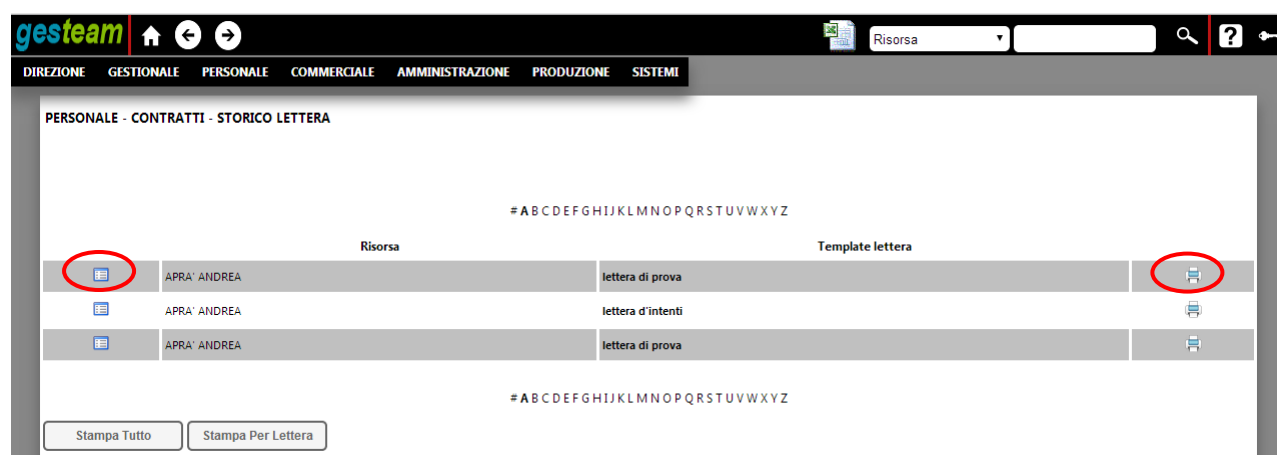 gesteam Risorsa ?
DIREZIONE GESTIONALE PERSONALE COMMERCIALE AMMINISTRAZIONE PRODUZIONE SISTEMI
PERSONALE - CONTRATTI - STORICO LETTERA
# A B C D E F G H I J K L M N O P Q R S T U V W X Y Z
Risorsa Template lettera
APRA' ANDREA lettera di prova
APRA' ANDREA lettera d'intenti
APRA' ANDREA lettera di prova
# A B C D E F G H I J K L M N O P Q R S T U V W X Y Z
Stampa Tutto Stampa Per Lettera